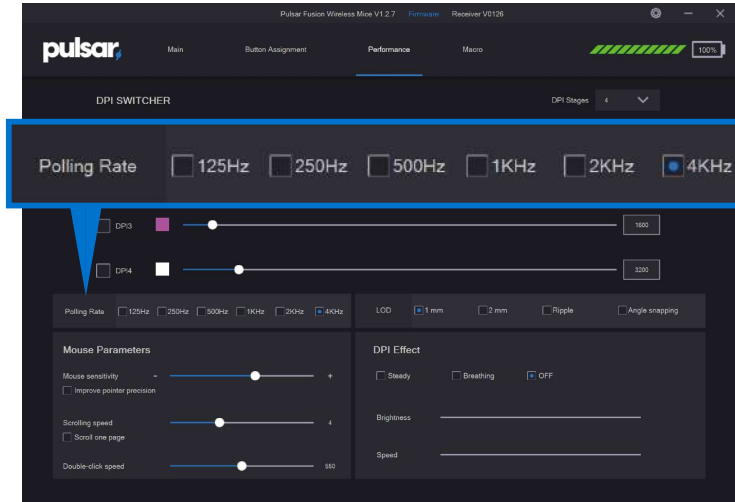 Pulsar Fusion Wireless Mice V1.2.7 Firmware Receiver V0126
pulsar, Main Button Assignment Performance Macro 100%
DPI SWITCHER DPI Stages 4
Polling Rate 125Hz 250Hz 500Hz 1KHz 2KHz 4KHz
DPI3 1600
DPI4 3200
Polling Rate 125Hz 250Hz 500Hz 1KHz 2KHz 4KHz LOD 1 mm 2 mm Ripple Angle snapping
Mouse Parameters DPI Effect
Mouse sensitivity - + Steady Breathing OFF
Improve pointer precision
Scrolling speed 4 Brightness
Scroll one page
Speed
Double-click speed 550